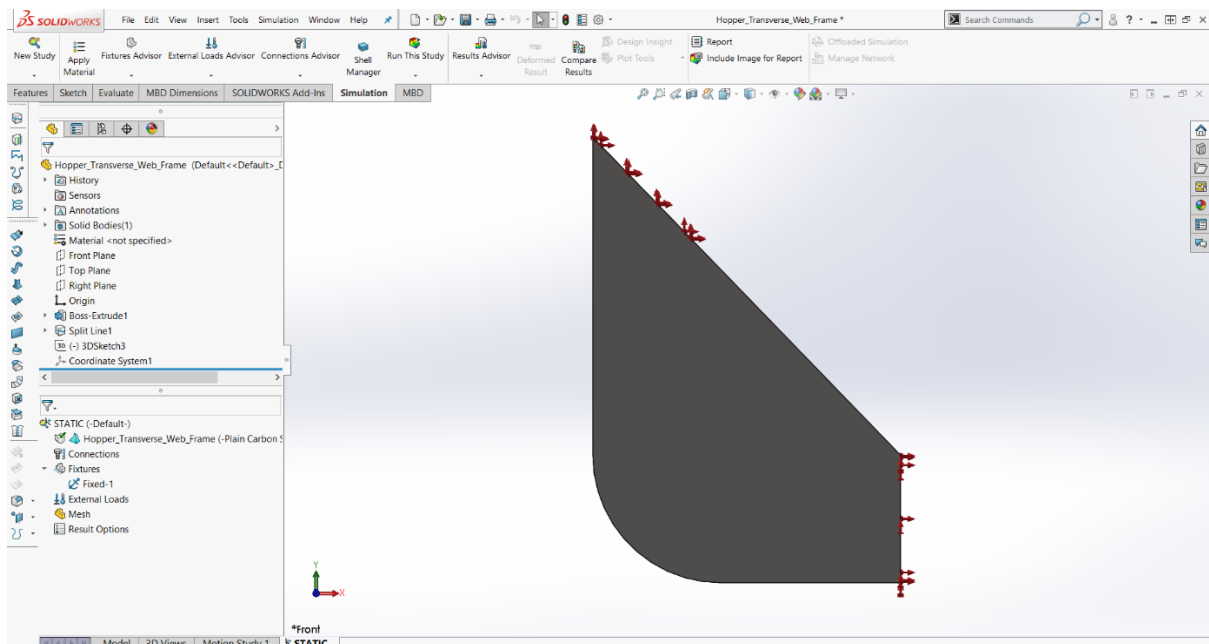 SOLIDWORKS File Edit View Insert Tools Simulation Window Help Hopper_Transverse_Web_Frame * Search Commands
New Study Apply Material Fixtures Advisor External Loads Advisor Connections Advisor Shell Manager Run This Study Results Advisor Deformed Result Compare Results Design Insight Plot Tools Report Include Image for Report Offloaded Simulation Manage Network
Features Sketch Evaluate MBD Dimensions SOLIDWORKS Add-Ins Simulation MBD
Hopper_Transverse_Web_Frame (Default<<Default>_D
History
Sensors
Annotations
Solid Bodies(1)
Material <not specified>
Front Plane
Top Plane
Right Plane
Origin
Boss-Extrude1
Split Line1
3D (-) 3DSketch3
Coordinate System1
STATIC (-Default-)
Hopper_Transverse_Web_Frame (-Plain Carbon S
Connections
Fixtures
Fixed-1
External Loads
Mesh
Result Options
Y
X
*Front
Model 3D Views Motion Study 1 STATIC